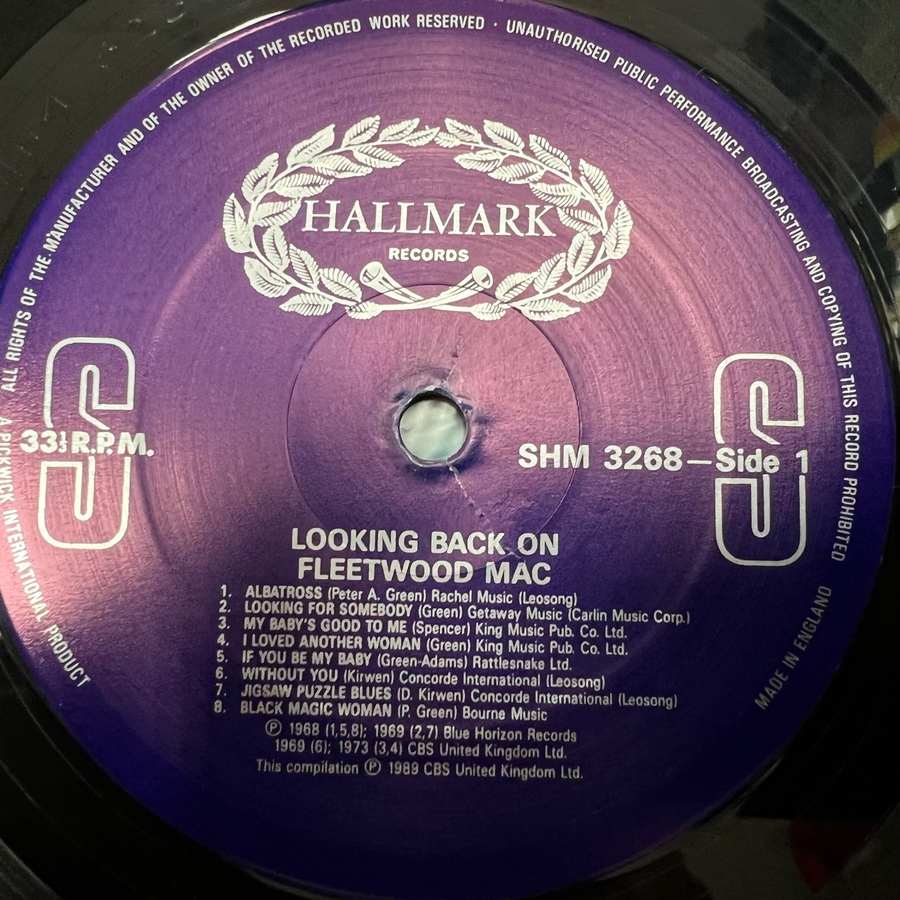 ALL RIGHTS OF THE MANUFACTURER AND OF THE OWNER OF THE RECORDED WORK RESERVED · UNAUTHORISED PUBLIC PERFORMANCE BROADCASTING AND COPYING OF THIS RECORD PROHIBITED
HALLMARK
RECORDS
S
33⅓ R.P.M.
S
SHM 3268–Side 1
LOOKING BACK ON
FLEETWOOD MAC
1. ALBATROSS (Peter A. Green) Rachel Music (Leosong)
2. LOOKING FOR SOMEBODY (Green) Getaway Music (Carlin Music Corp.)
3. MY BABY'S GOOD TO ME (Spencer) King Music Pub. Co. Ltd.
4. I LOVED ANOTHER WOMAN (Green) King Music Pub. Co. Ltd.
5. IF YOU BE MY BABY (Green-Adams) Rattlesnake Ltd.
6. WITHOUT YOU (Kirwen) Concorde International (Leosong)
7. JIGSAW PUZZLE BLUES (D. Kirwen) Concorde International (Leosong)
8. BLACK MAGIC WOMAN (P. Green) Bourne Music
Ⓟ 1968 (1,5,8); 1969 (2,7) Blue Horizon Records
1969 (6); 1973 (3,4) CBS United Kingdom Ltd.
This compilation Ⓟ 1989 CBS United Kingdom Ltd.
A PICKWICK INTERNATIONAL PRODUCT
MADE IN ENGLAND